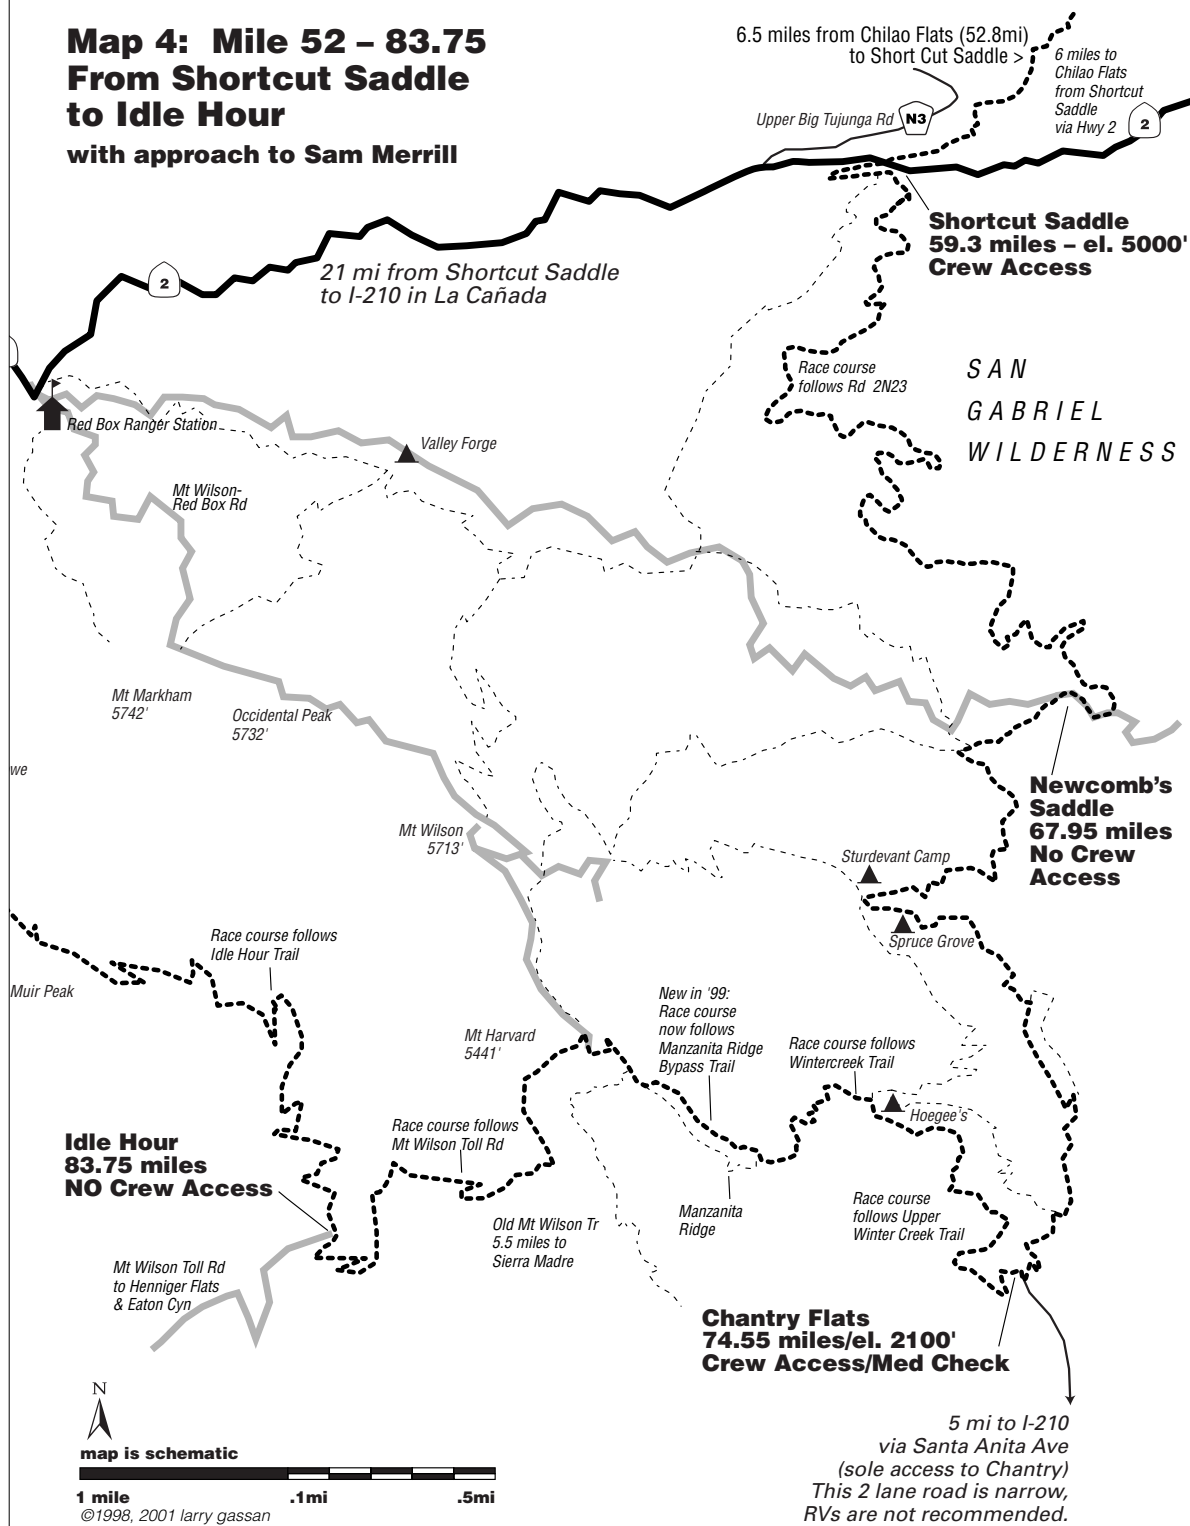 Map 4: Mile 52 – 83.75
From Shortcut Saddle
to Idle Hour
with approach to Sam Merrill
6.5 miles from Chilao Flats (52.8mi)
to Short Cut Saddle >
6 miles to
Chilao Flats
from Shortcut
Saddle
via Hwy 2
Upper Big Tujunga Rd
N3
2
Shortcut Saddle
59.3 miles – el. 5000'
Crew Access
21 mi from Shortcut Saddle
to I-210 in La Cañada
2
Race course
follows Rd 2N23
SAN
GABRIEL
WILDERNESS
Red Box Ranger Station
Valley Forge
Mt Wilson-
Red Box Rd
Mt Markham
5742'
Occidental Peak
5732'
we
Newcomb's
Saddle
67.95 miles
No Crew
Access
Mt Wilson
5713'
Sturdevant Camp
Spruce Grove
Race course follows
Idle Hour Trail
Muir Peak
New in '99:
Race course
now follows
Manzanita Ridge
Bypass Trail
Mt Harvard
5441'
Race course follows
Wintercreek Trail
Hoegee's
Race course follows
Mt Wilson Toll Rd
Idle Hour
83.75 miles
NO Crew Access
Manzanita
Ridge
Race course
follows Upper
Winter Creek Trail
Old Mt Wilson Tr
5.5 miles to
Sierra Madre
Mt Wilson Toll Rd
to Henniger Flats
& Eaton Cyn
Chantry Flats
74.55 miles/el. 2100'
Crew Access/Med Check
N
map is schematic
1 mile .1mi .5mi
©1998, 2001 larry gassan
5 mi to I-210
via Santa Anita Ave
(sole access to Chantry)
This 2 lane road is narrow,
RVs are not recommended.